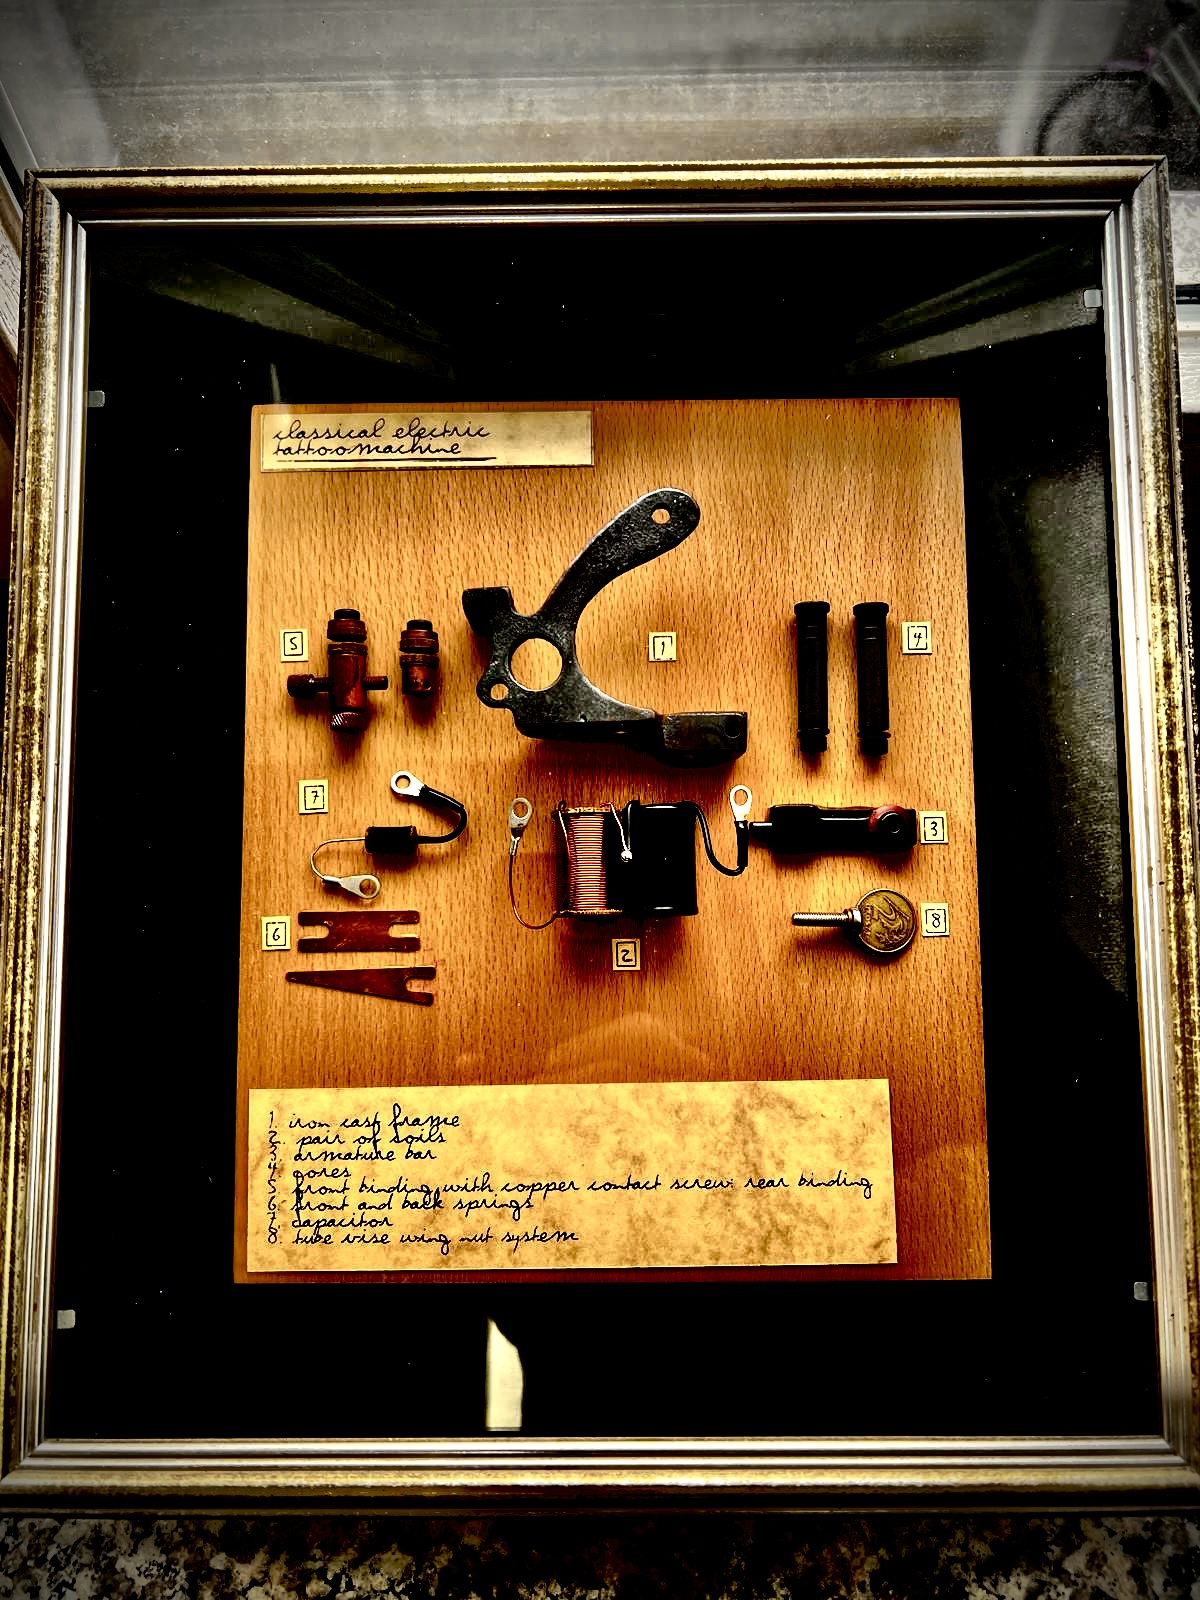 classical electric
tattoo machine
5
1
4
7
3
6
2
8
1. iron cast frame
2. pair of coils
3. armature bar
4. cores
5. front binding with copper contact screw: rear binding
6. front and back springs
7. capacitor
8. tube vise wing nut system